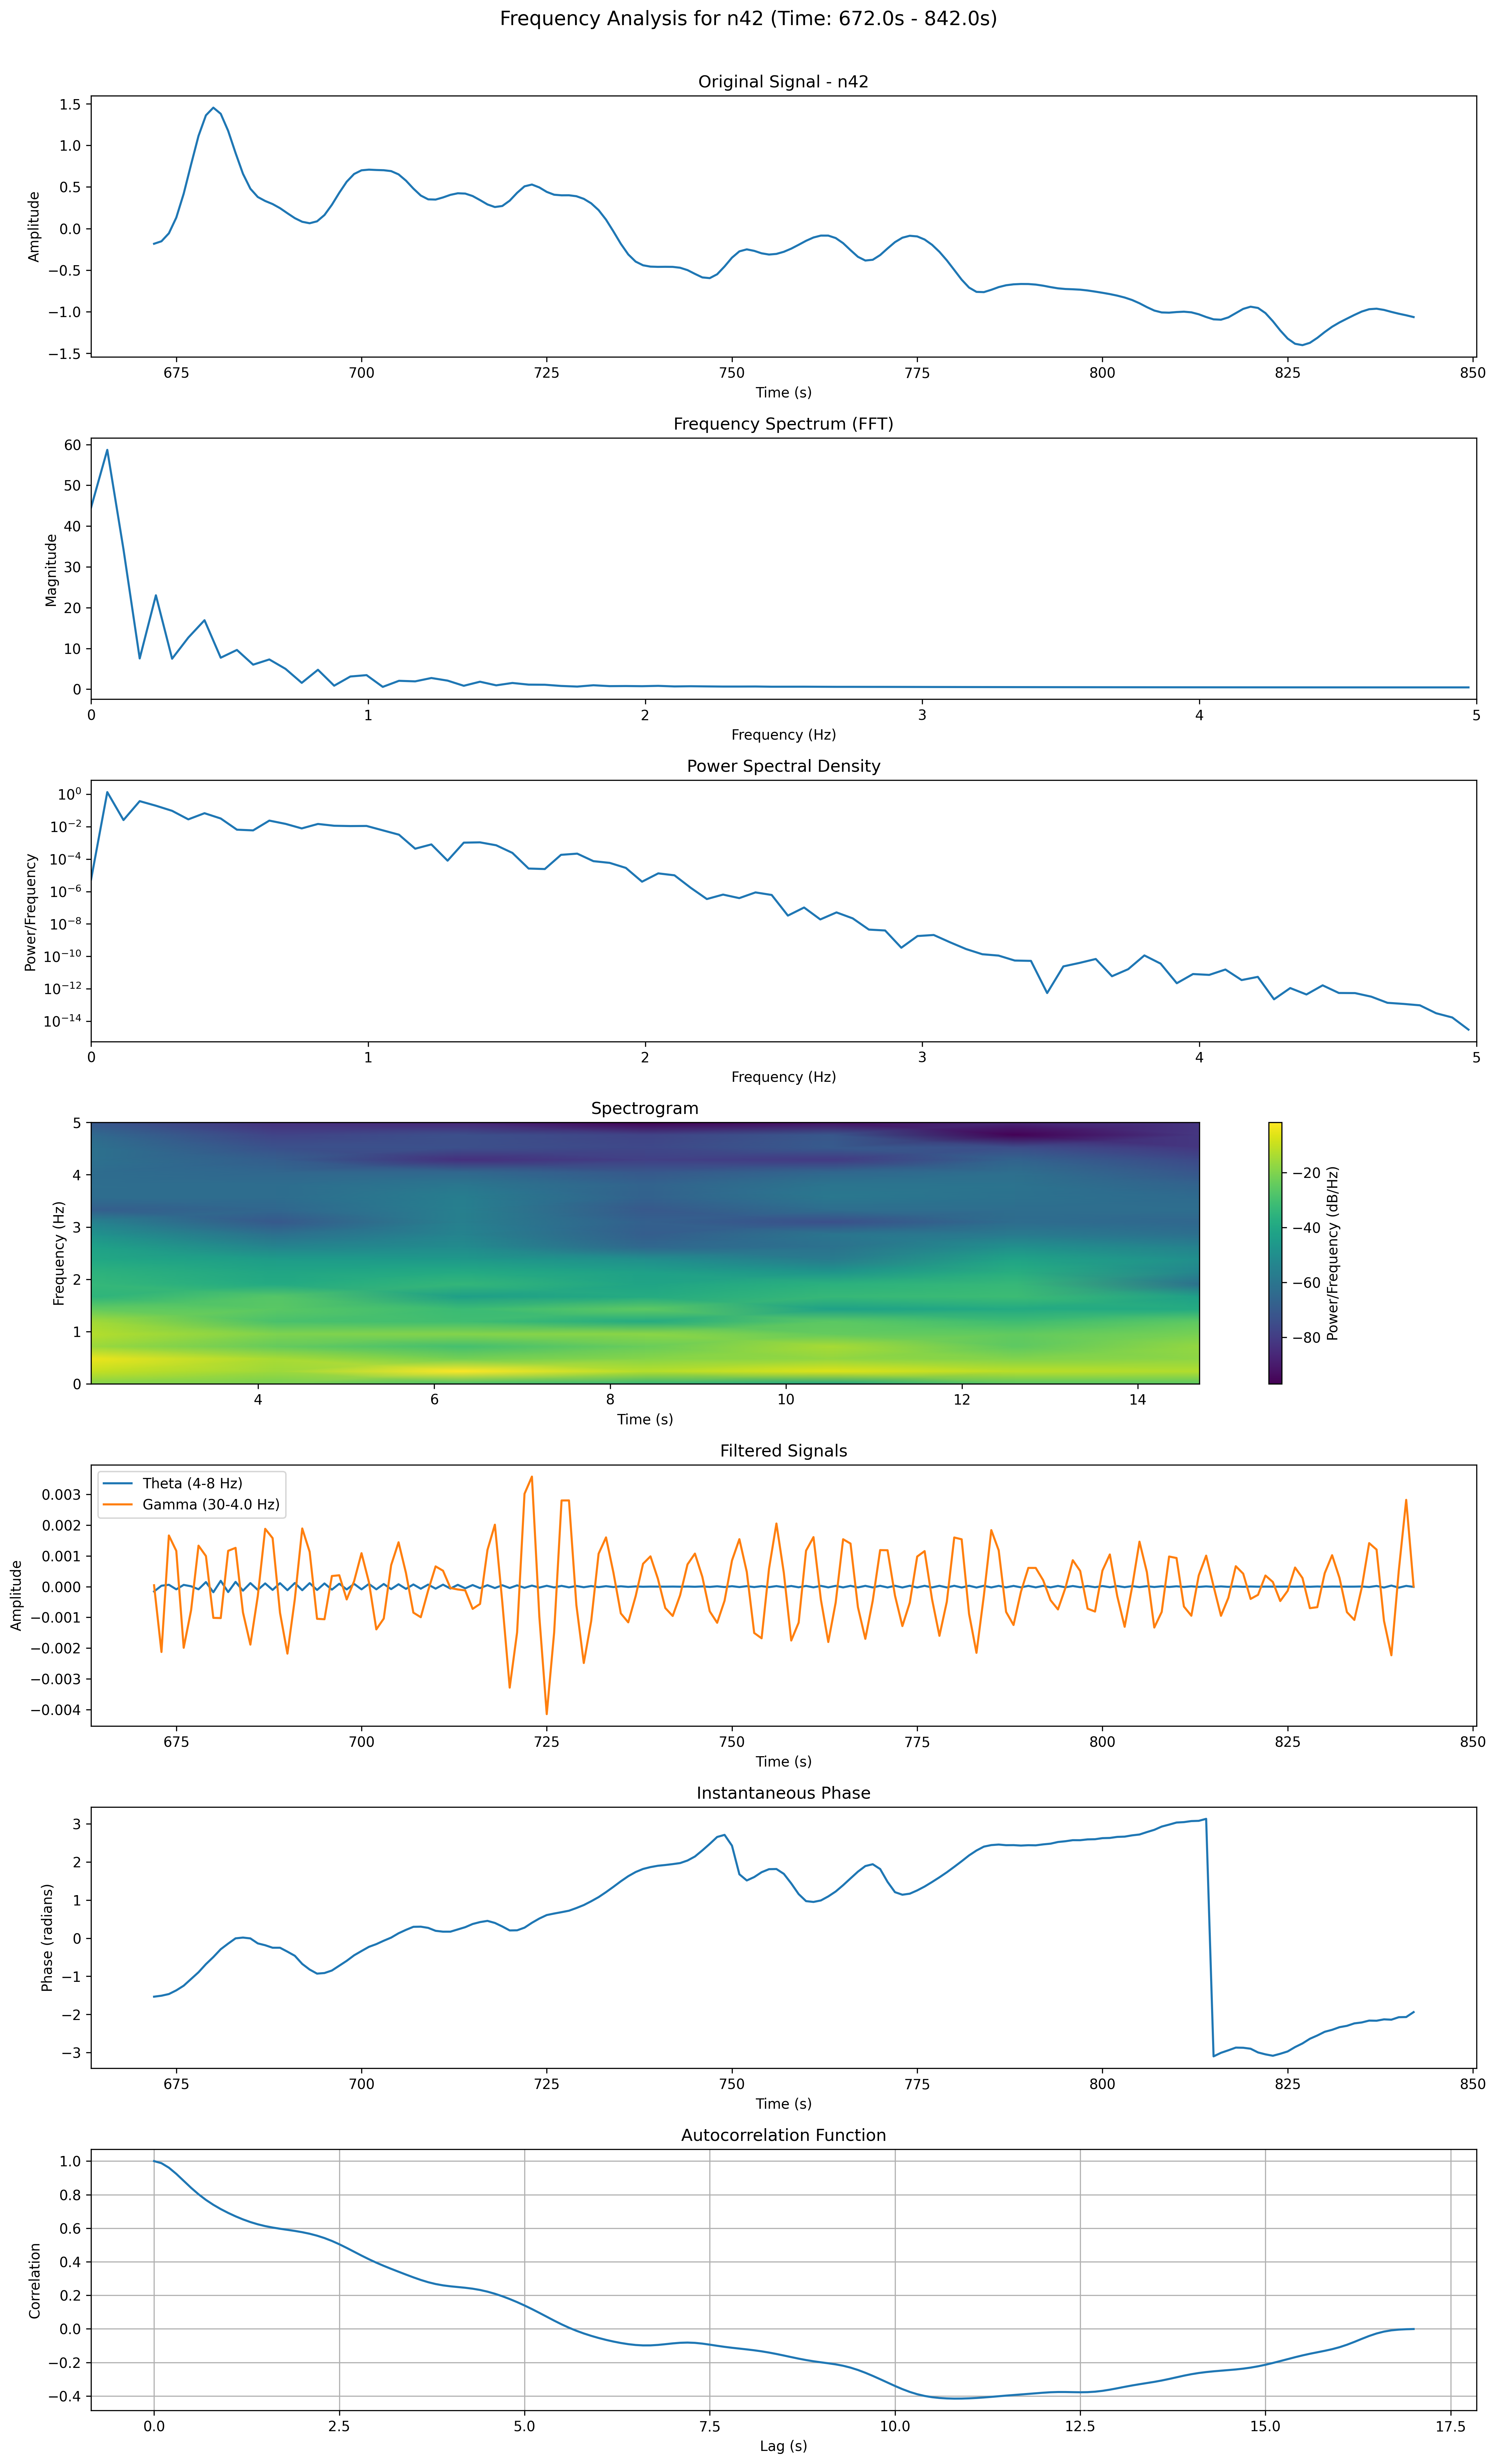 Frequency Analysis for n42 (Time: 672.0s - 842.0s)
Original Signal - n42
Amplitude
1.5
1.0
0.5
0.0
−0.5
−1.0
−1.5
675 700 725 750 775 800 825 850
Time (s)
Frequency Spectrum (FFT)
Magnitude
60
50
40
30
20
10
0
0 1 2 3 4 5
Frequency (Hz)
Power Spectral Density
Power/Frequency
10⁰
10⁻²
10⁻⁴
10⁻⁶
10⁻⁸
10⁻¹⁰
10⁻¹²
10⁻¹⁴
0 1 2 3 4 5
Frequency (Hz)
Spectrogram
Frequency (Hz)
5
4
3
2
1
0
4 6 8 10 12 14
Time (s)
−20
−40
−60
−80
Power/Frequency (dB/Hz)
Filtered Signals
Theta (4-8 Hz)
Gamma (30-4.0 Hz)
Amplitude
0.003
0.002
0.001
0.000
−0.001
−0.002
−0.003
−0.004
675 700 725 750 775 800 825 850
Time (s)
Instantaneous Phase
Phase (radians)
3
2
1
0
−1
−2
−3
675 700 725 750 775 800 825 850
Time (s)
Autocorrelation Function
Correlation
1.0
0.8
0.6
0.4
0.2
0.0
−0.2
−0.4
0.0 2.5 5.0 7.5 10.0 12.5 15.0 17.5
Lag (s)